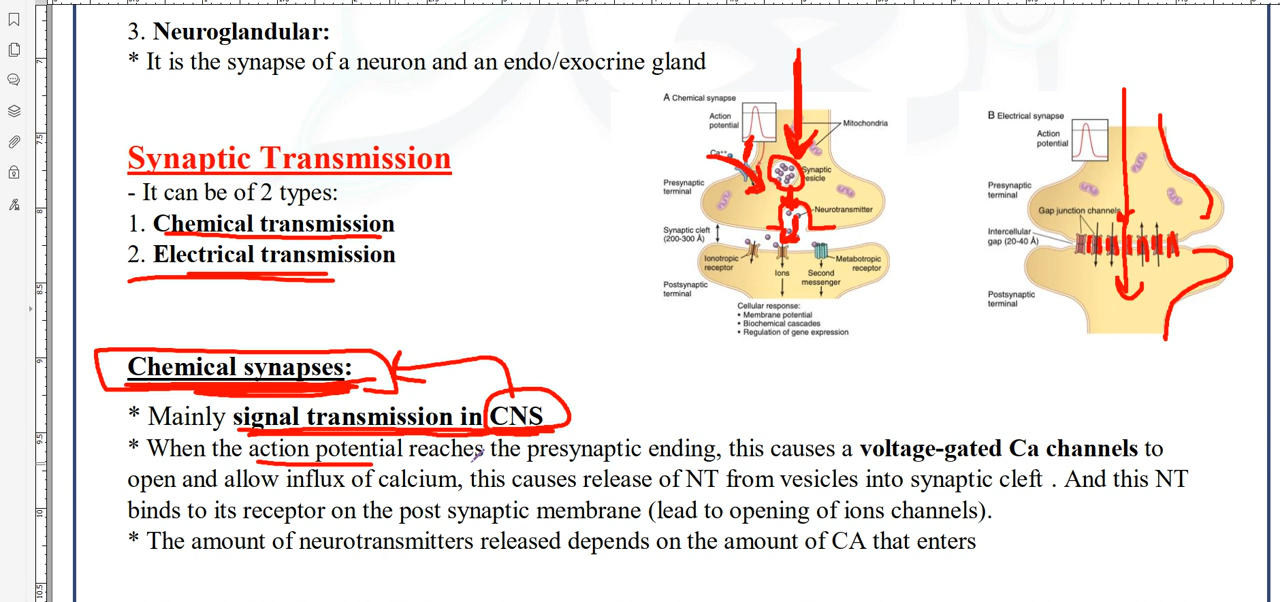 3. Neuroglandular:
* It is the synapse of a neuron and an endo/exocrine gland
Synaptic Transmission
- It can be of 2 types:
1. Chemical transmission
2. Electrical transmission
A Chemical synapse
Action
potential
Mitochondria
Ca++
Synaptic
vesicle
Presynaptic
terminal
Neurotransmitter
Synaptic cleft
(200-300 Å)
Ionotropic
receptor
Ions
Second
messenger
Metabotropic
receptor
Postsynaptic
terminal
Cellular response:
• Membrane potential
• Biochemical cascades
• Regulation of gene expression
B Electrical synapse
Action
potential
Presynaptic
terminal
Gap junction channels
Intercellular
gap (20-40 Å)
Postsynaptic
terminal
Chemical synapses:
* Mainly signal transmission in CNS
* When the action potential reaches the presynaptic ending, this causes a voltage-gated Ca channels to
open and allow influx of calcium, this causes release of NT from vesicles into synaptic cleft . And this NT
binds to its receptor on the post synaptic membrane (lead to opening of ions channels).
* The amount of neurotransmitters released depends on the amount of CA that enters